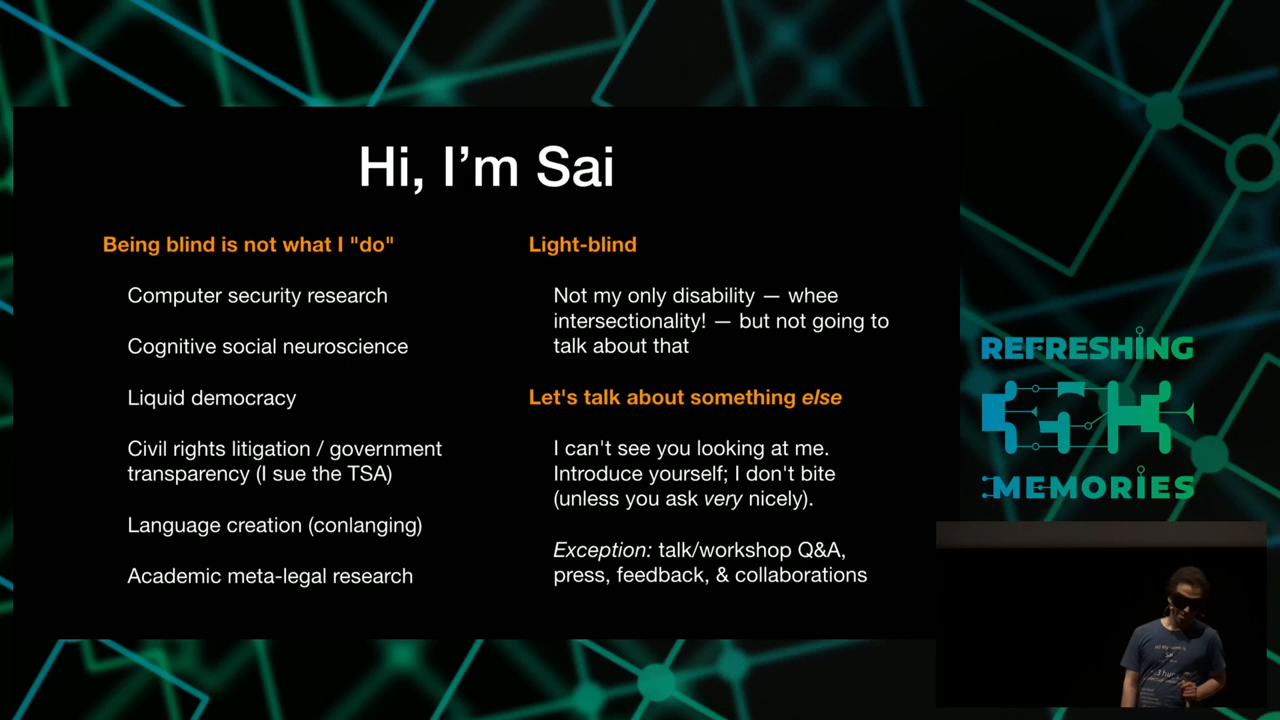 Hi, I'm Sai
Being blind is not what I "do"
Computer security research
Cognitive social neuroscience
Liquid democracy
Civil rights litigation / government
transparency (I sue the TSA)
Language creation (conlanging)
Academic meta-legal research
Light-blind
Not my only disability — whee
intersectionality! — but not going to
talk about that
Let's talk about something else
I can't see you looking at me.
Introduce yourself; I don't bite
(unless you ask very nicely).
Exception: talk/workshop Q&A,
press, feedback, & collaborations
REFRESHING
MEMORIES
Sai